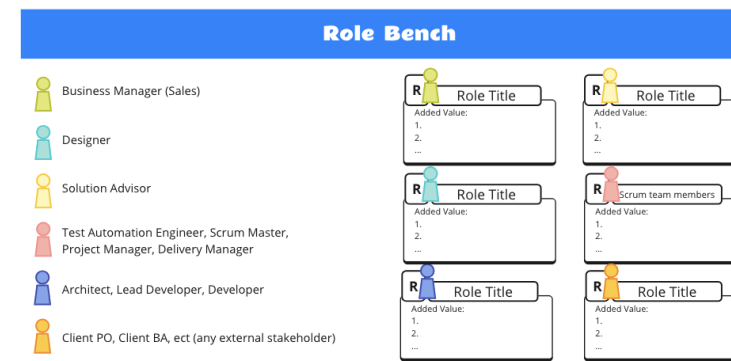 Role Bench
Business Manager (Sales)
Designer
Solution Advisor
Test Automation Engineer, Scrum Master,
Project Manager, Delivery Manager
Architect, Lead Developer, Developer
Client PO, Client BA, ect (any external stakeholder)
R
Role Title
Added Value:
1.
2.
...
R
Role Title
Added Value:
1.
2.
...
R
Role Title
Added Value:
1.
2.
...
R
Scrum team members
Added Value:
1.
2.
...
R
Role Title
Added Value:
1.
2.
...
R
Role Title
Added Value:
1.
2.
...